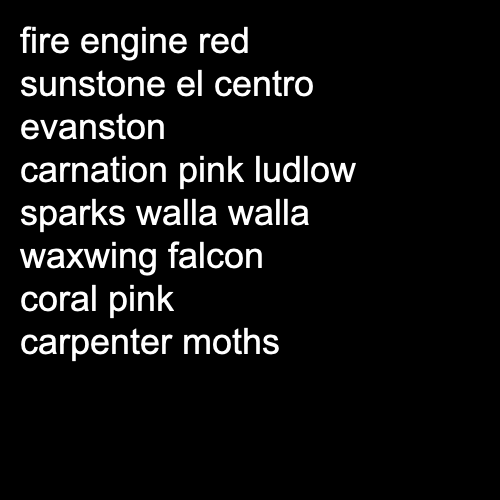 fire engine red
sunstone el centro
evanston
carnation pink ludlow
sparks walla walla
waxwing falcon
coral pink
carpenter moths